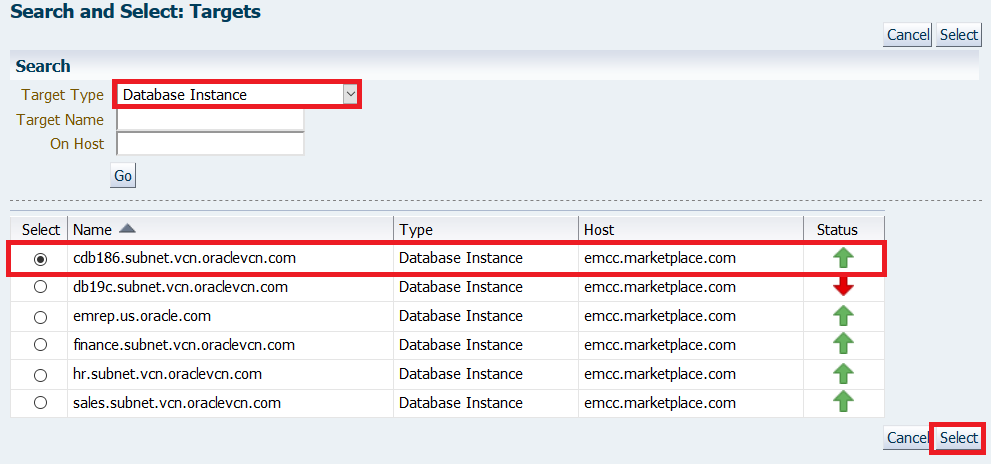 Search and Select: Targets
Cancel Select
Search
Target Type Database Instance
Target Name
On Host
Go
Select Name Type Host Status
cdb186.subnet.vcn.oraclevcn.com Database Instance emcc.marketplace.com
db19c.subnet.vcn.oraclevcn.com Database Instance emcc.marketplace.com
emrep.us.oracle.com Database Instance emcc.marketplace.com
finance.subnet.vcn.oraclevcn.com Database Instance emcc.marketplace.com
hr.subnet.vcn.oraclevcn.com Database Instance emcc.marketplace.com
sales.subnet.vcn.oraclevcn.com Database Instance emcc.marketplace.com
Cancel Select